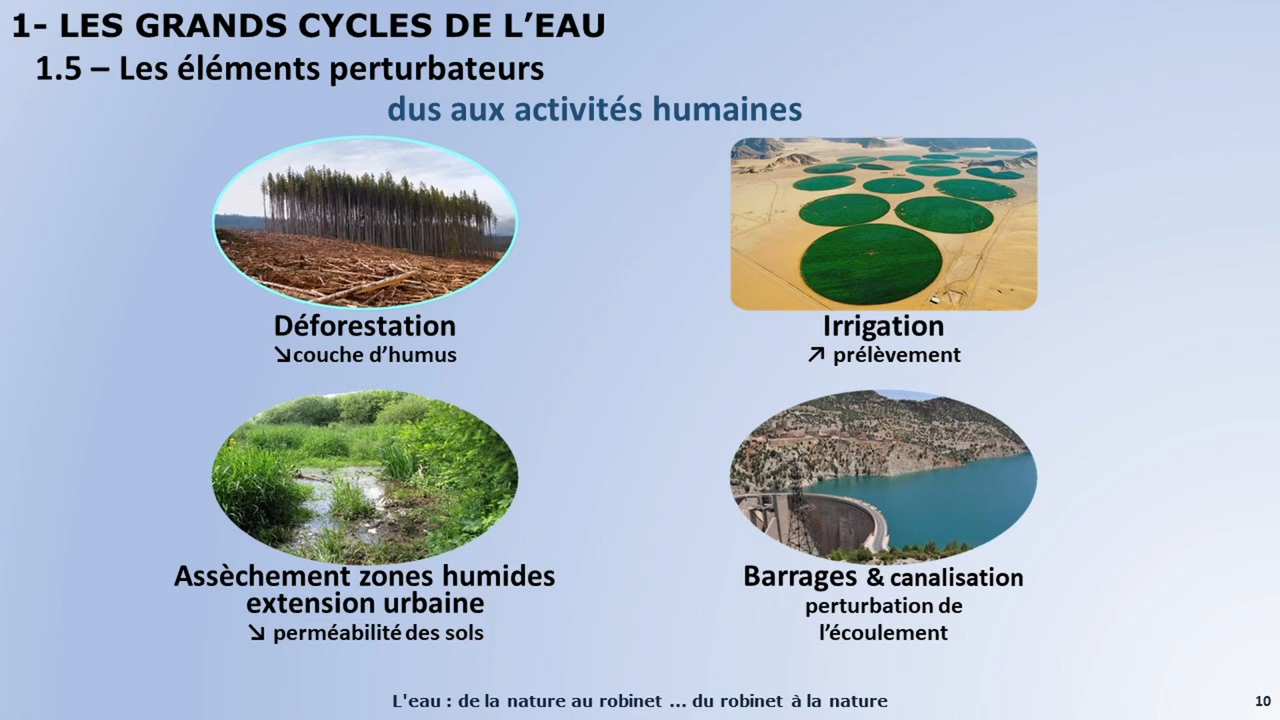 1- LES GRANDS CYCLES DE L’EAU
1.5 – Les éléments perturbateurs
dus aux activités humaines
Déforestation
↘couche d’humus
Irrigation
↗ prélèvement
Assèchement zones humides
extension urbaine
↘ perméabilité des sols
Barrages & canalisation
perturbation de
l’écoulement
L'eau : de la nature au robinet ... du robinet à la nature
10